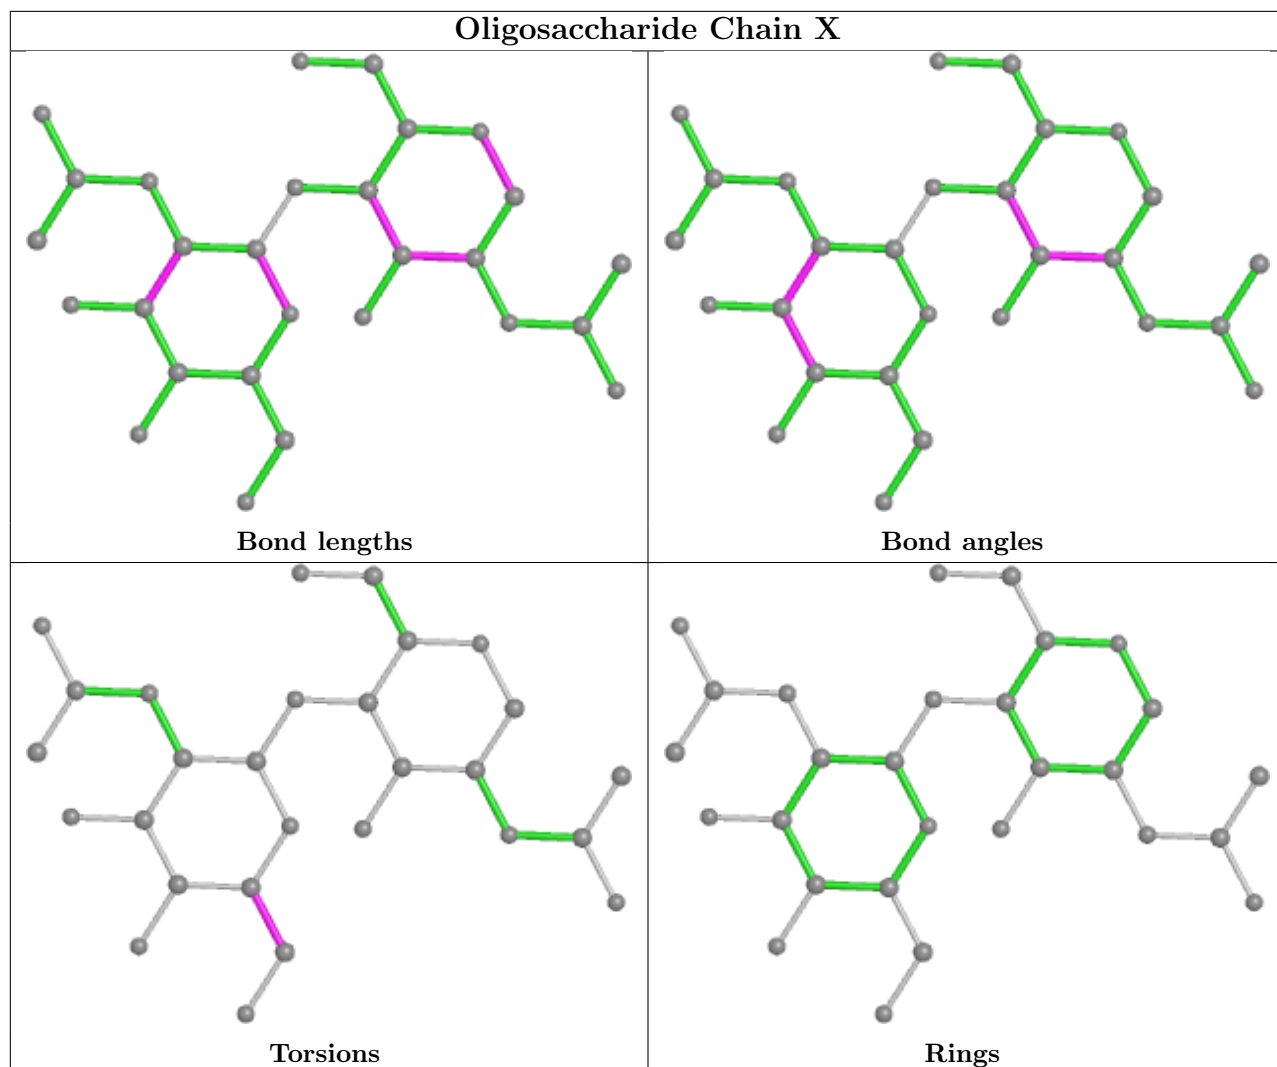 Oligosaccharide Chain X
Bond lengths
Bond angles
Torsions
Rings